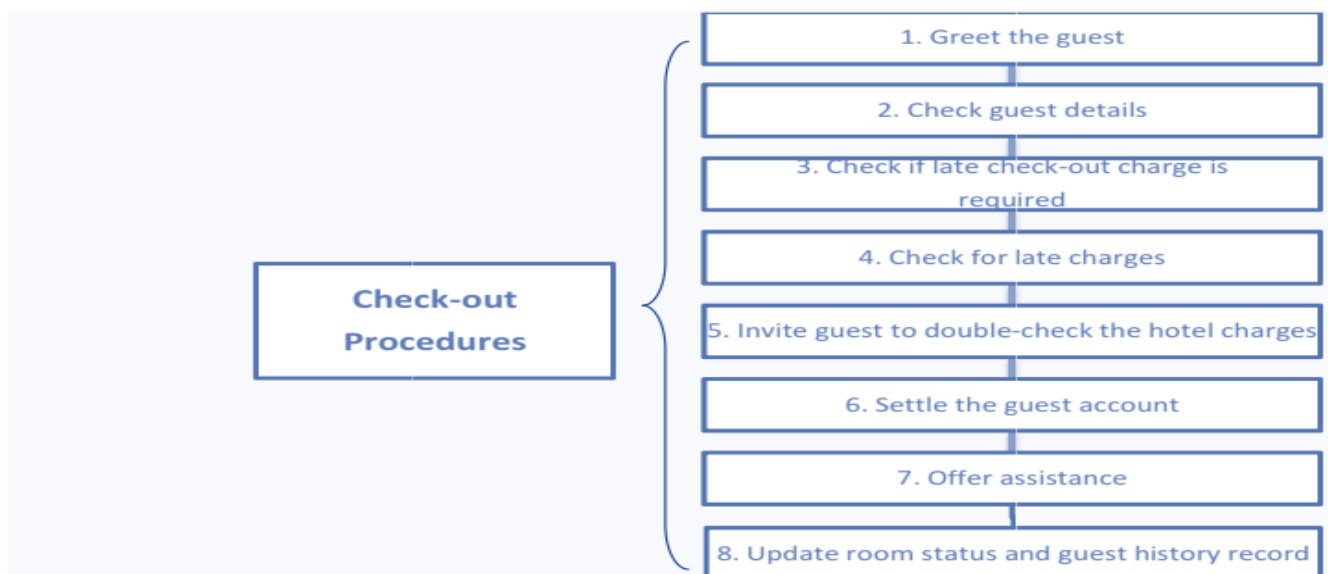 1. Greet the guest
2. Check guest details
3. Check if late check-out charge is
required
4. Check for late charges
Check-out
Procedures
5. Invite guest to double-check the hotel charges
6. Settle the guest account
7. Offer assistance
8. Update room status and guest history record